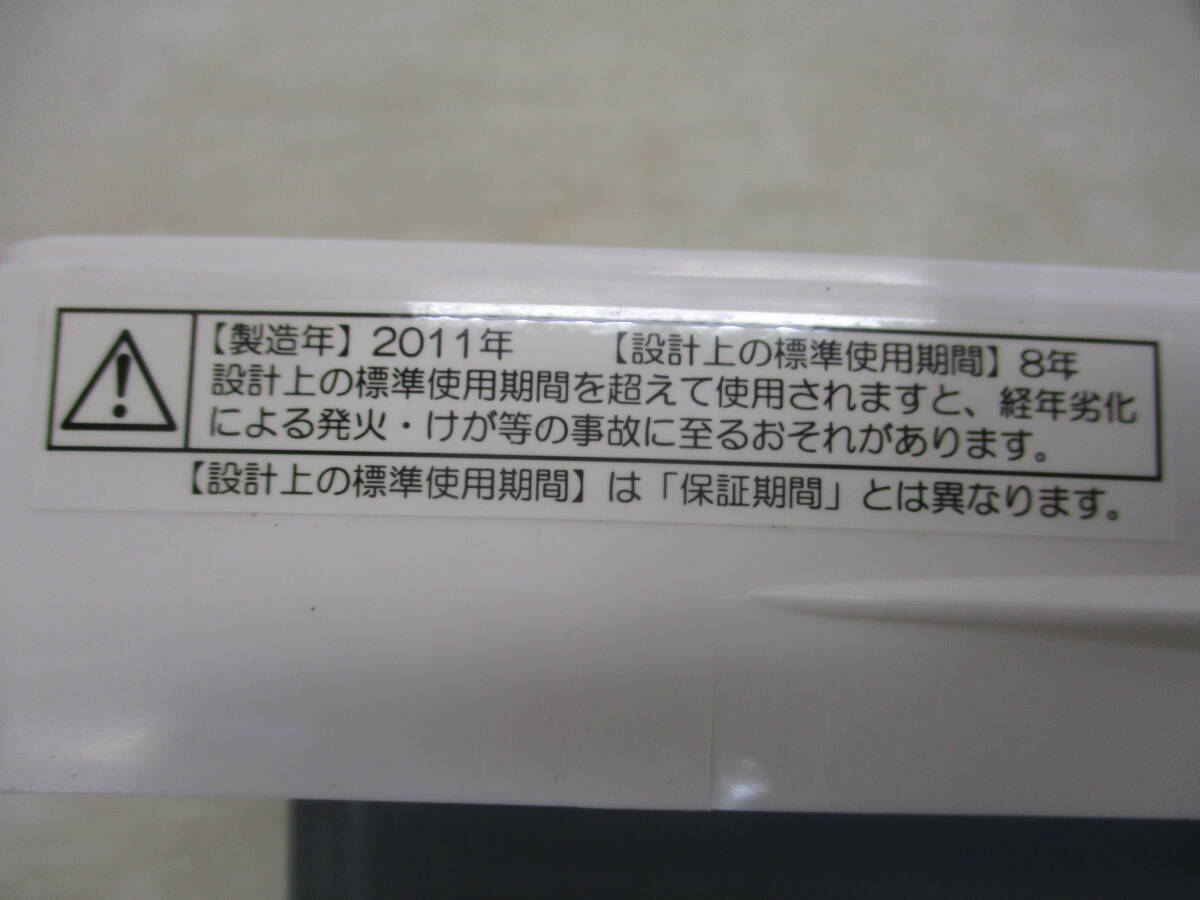 【製造年】2011年 【設計上の標準使用期間】8年
設計上の標準使用期間を超えて使用されますと、経年劣化
による発火・けが等の事故に至るおそれがあります。
【設計上の標準使用期間】は「保証期間」とは異なります。